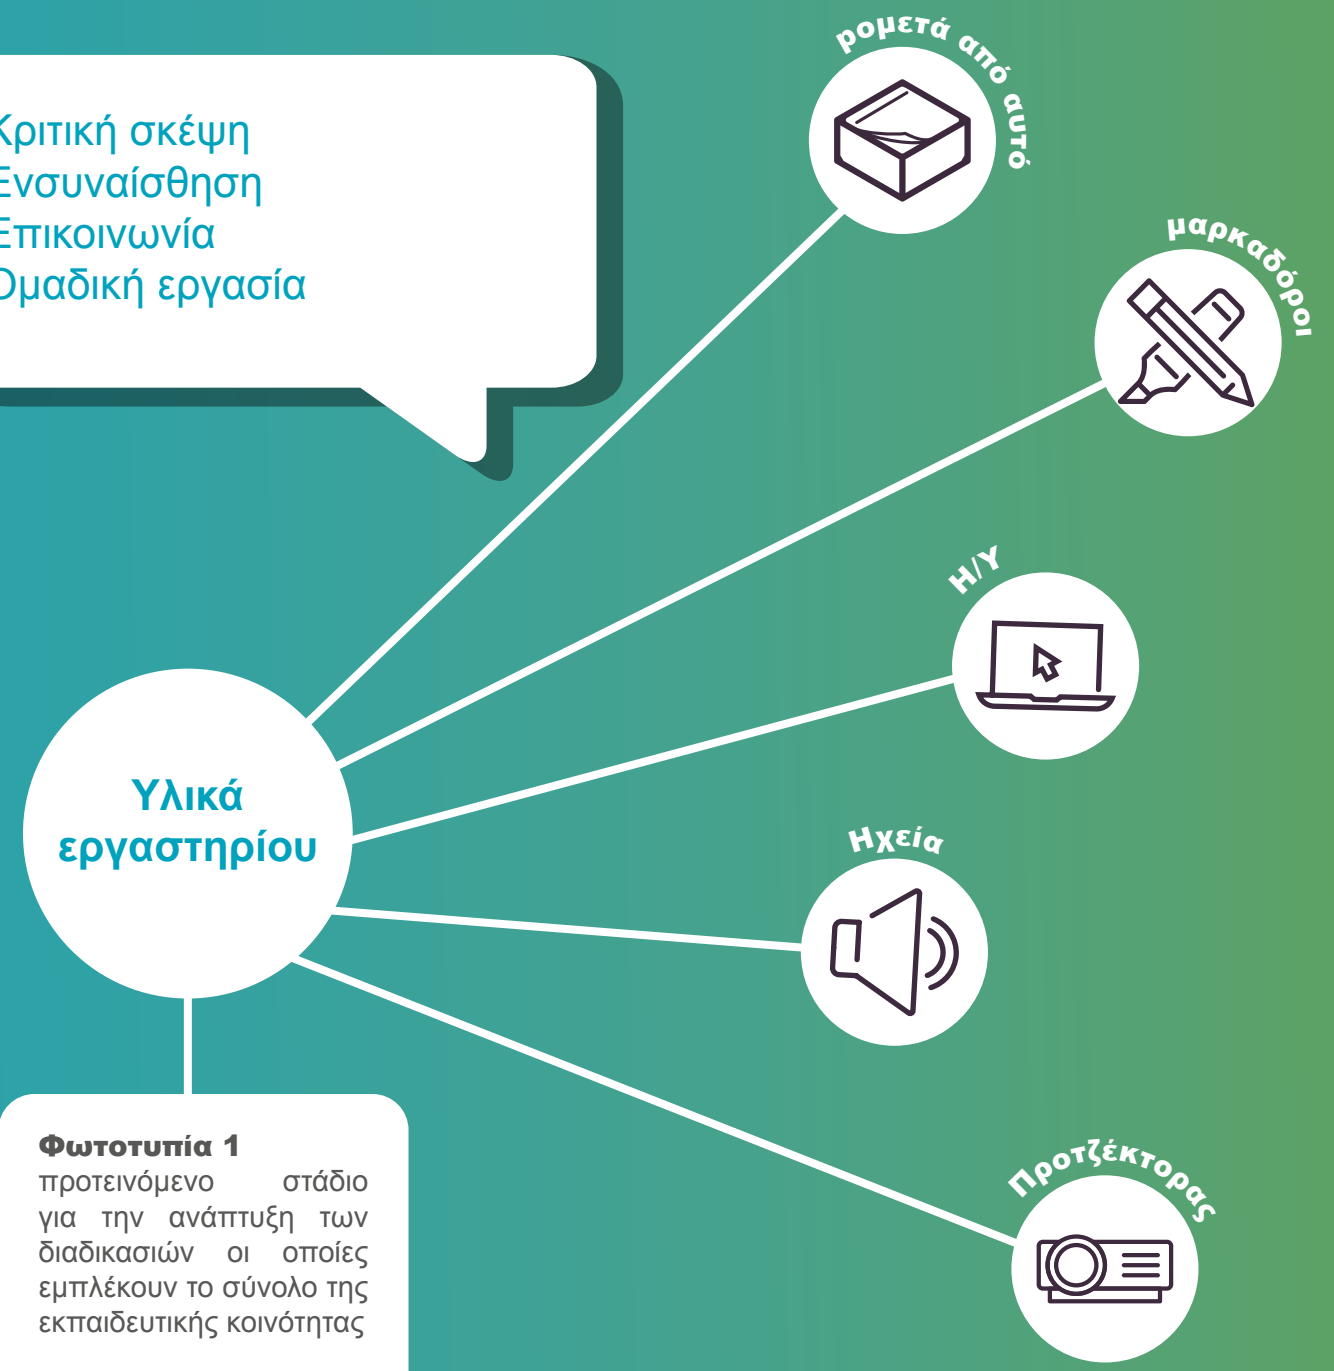 Κριτική σκέψη
Ενσυναίσθηση
Επικοινωνία
Ομαδική εργασία
ρομετά από αυτό
μαρκαδόροι
Η/Υ
Υλικά
εργαστηρίου
Ηχεία
Φωτοτυπία 1
προτεινόμενο στάδιο
για την ανάπτυξη των
διαδικασιών οι οποίες
εμπλέκουν το σύνολο της
εκπαιδευτικής κοινότητας
Προτζέκτορας